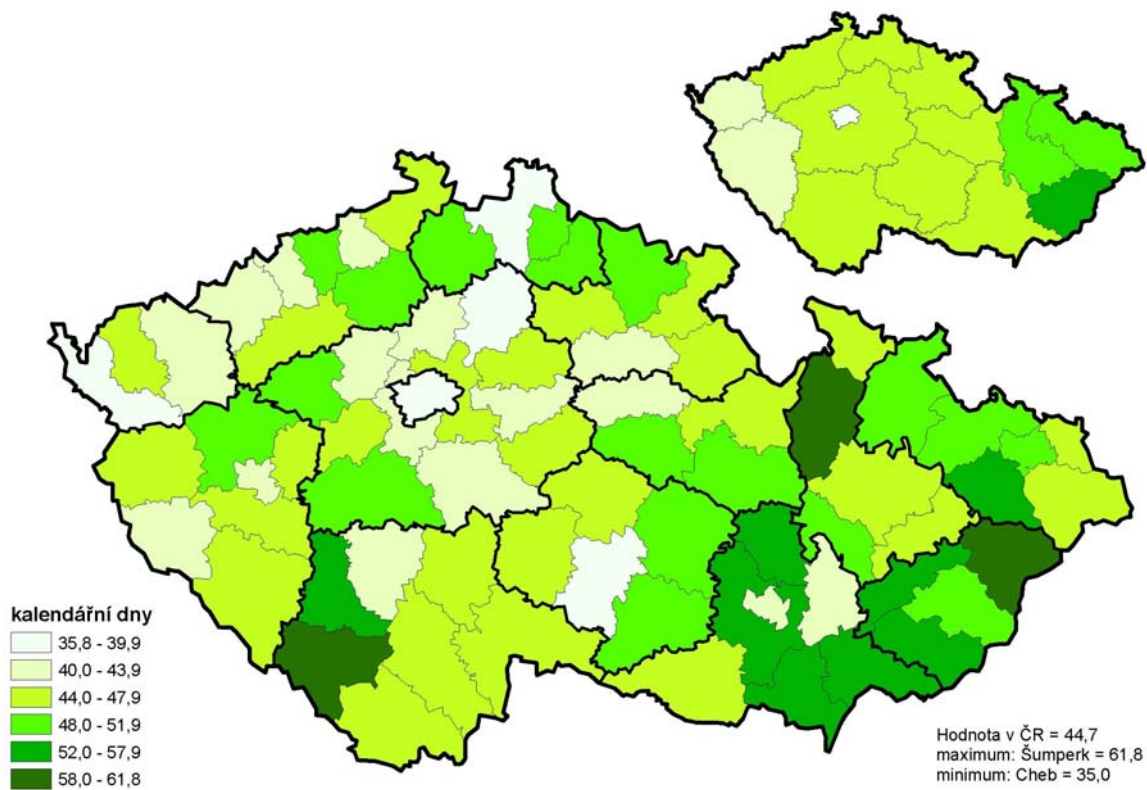 kalendářní dny
35,8 - 39,9
40,0 - 43,9
44,0 - 47,9
48,0 - 51,9
52,0 - 57,9
58,0 - 61,8
Hodnota v ČR = 44,7
maximum: Šumperk = 61,8
minimum: Cheb = 35,0